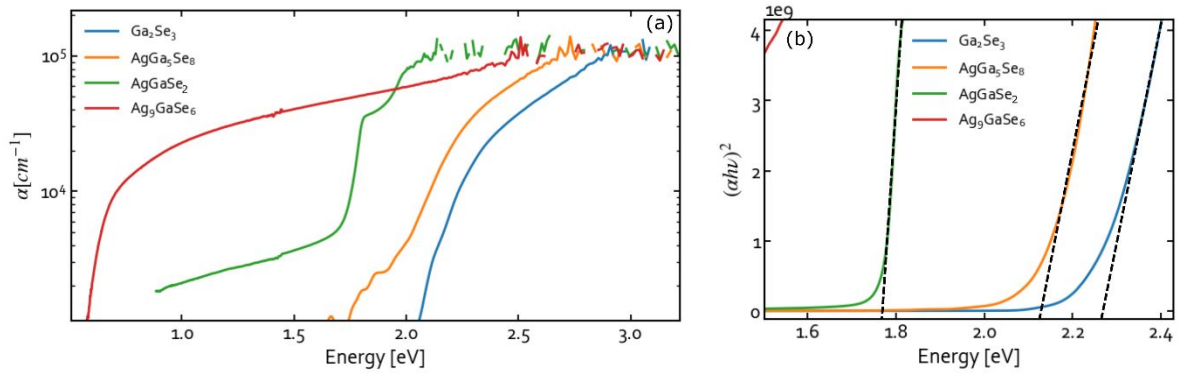 (a)
Ga₂Se₃
AgGa₅Se₈
AgGaSe₂
Ag₉GaSe₆
10⁵
10⁴
α[cm⁻¹]
1.0 1.5 2.0 2.5 3.0
Energy [eV]
1e9
(b)
Ga₂Se₃
AgGa₅Se₈
AgGaSe₂
Ag₉GaSe₆
4
3
2
1
0
(αhν)²
1.6 1.8 2.0 2.2 2.4
Energy [eV]